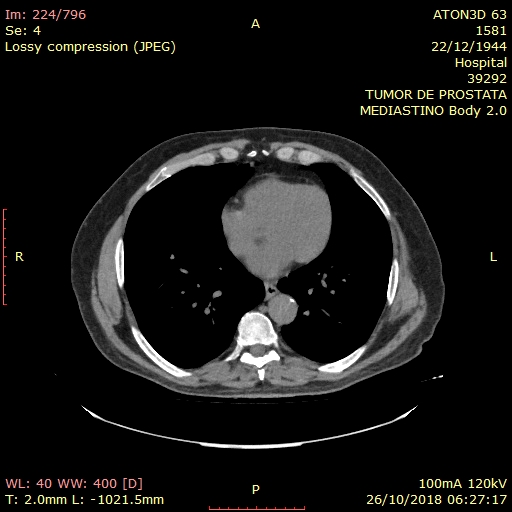 Im: 224/796
Se: 4
Lossy compression (JPEG)
A
ATON3D 63
1581
22/12/1944
Hospital
39292
TUMOR DE PROSTATA
MEDIASTINO Body 2.0
R
L
WL: 40 WW: 400 [D]
T: 2.0mm L: -1021.5mm
P
100mA 120kV
26/10/2018 06:27:17